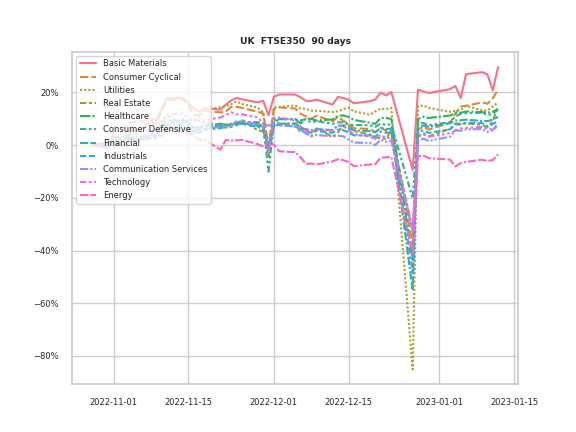 UK FTSE350 90 days
Basic Materials
Consumer Cyclical
Utilities
Real Estate
Healthcare
Consumer Defensive
Financial
Industrials
Communication Services
Technology
Energy
20%
0%
−20%
−40%
−60%
−80%
2022-11-01 2022-11-15 2022-12-01 2022-12-15 2023-01-01 2023-01-15